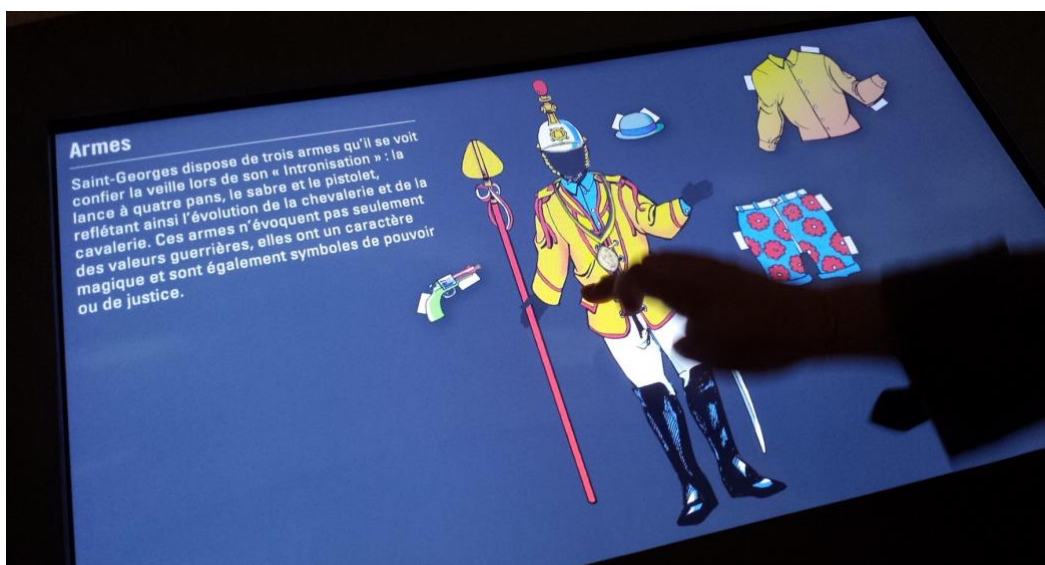 Armes
Saint-Georges dispose de trois armes qu'il se voit
confier la veille lors de son « Intronisation » : la
lance à quatre pans, le sabre et le pistolet,
reflétant ainsi l'évolution de la chevalerie et de la
cavalerie. Ces armes n'évoquent pas seulement
des valeurs guerrières, elles ont un caractère
magique et sont également symboles de pouvoir
ou de justice.